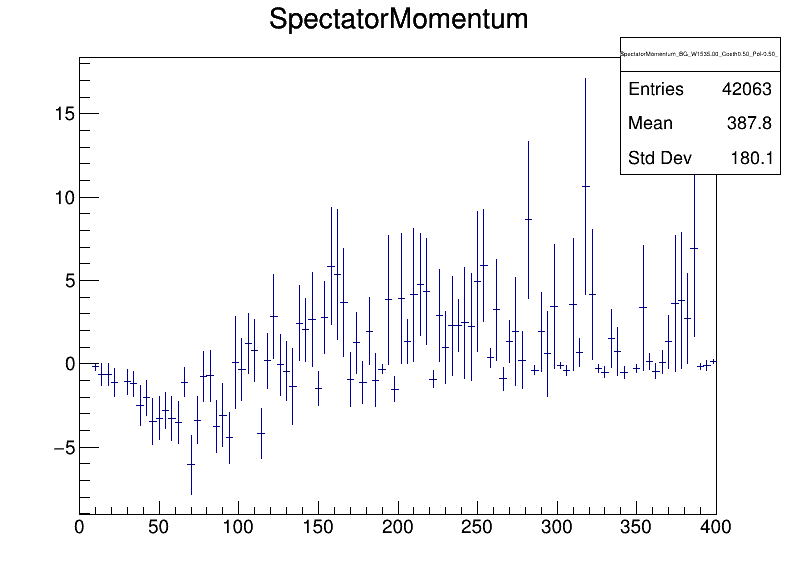 SpectatorMomentum
SpectatorMomentum_BG_W1535.00_Costh0.50_Pol-0.50_
Entries 42063
Mean 387.8
Std Dev 180.1
15
10
5
0
−5
0 50 100 150 200 250 300 350 400